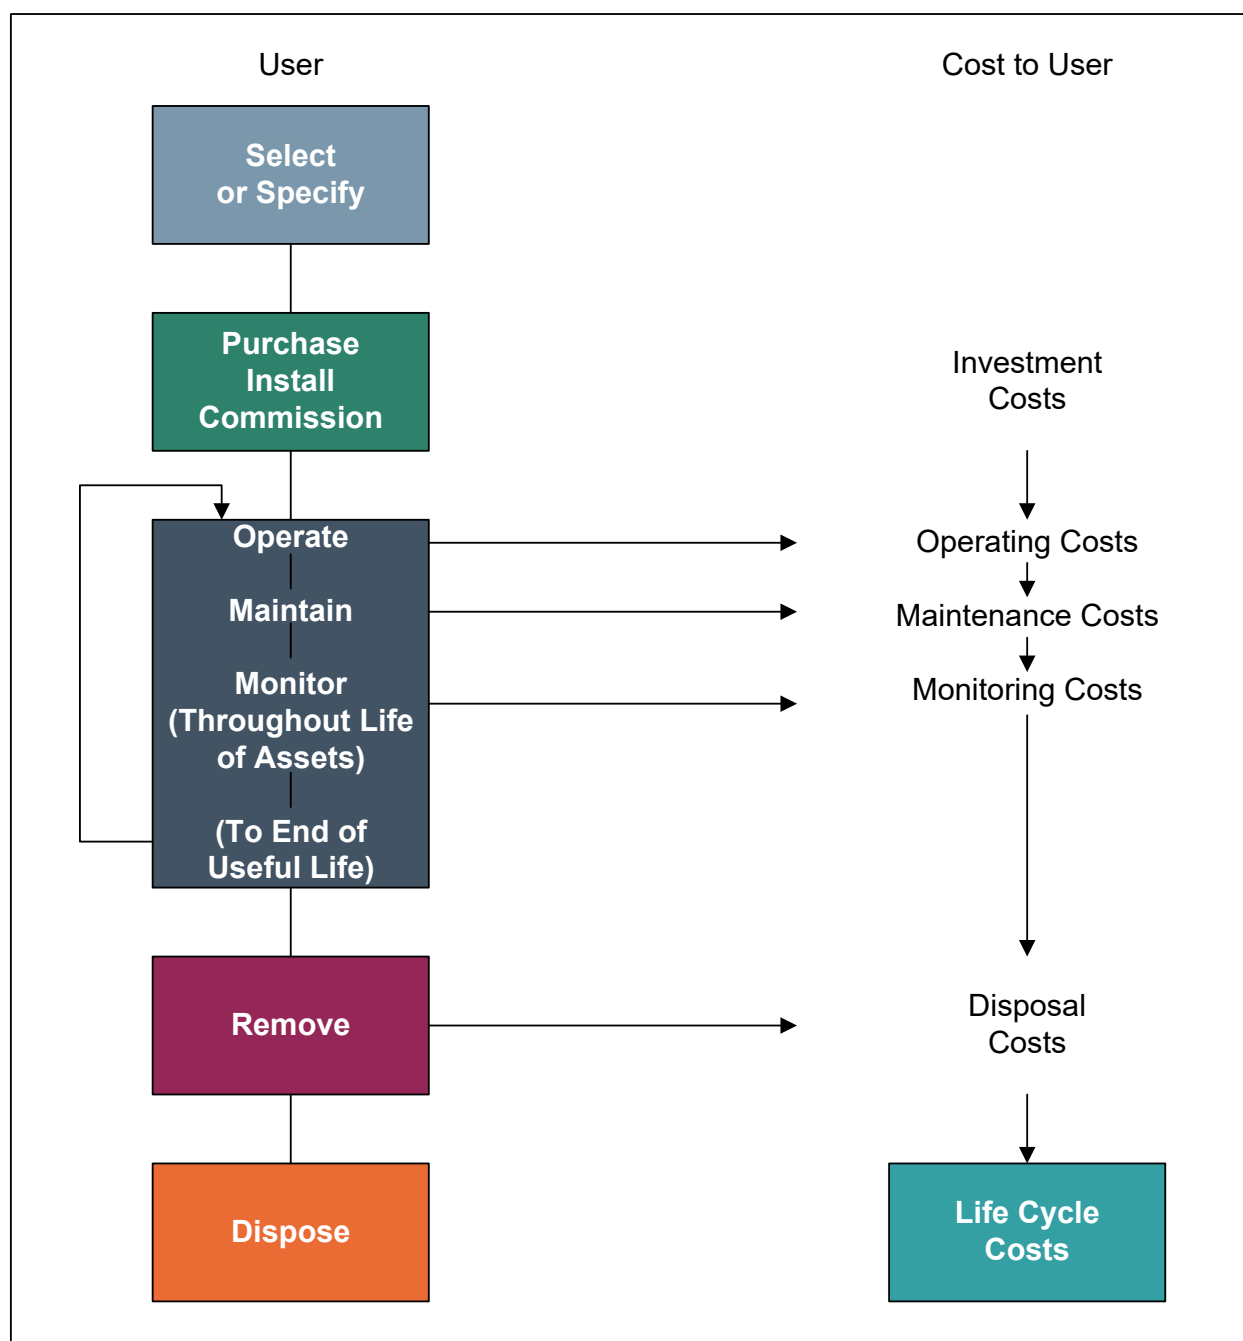 User
Cost to User
Select
or Specify
Purchase
Install
Commission
Investment
Costs
Operate
Operating Costs
Maintain
Maintenance Costs
Monitor
(Throughout Life
of Assets)
Monitoring Costs
(To End of
Useful Life)
Remove
Disposal
Costs
Dispose
Life Cycle
Costs